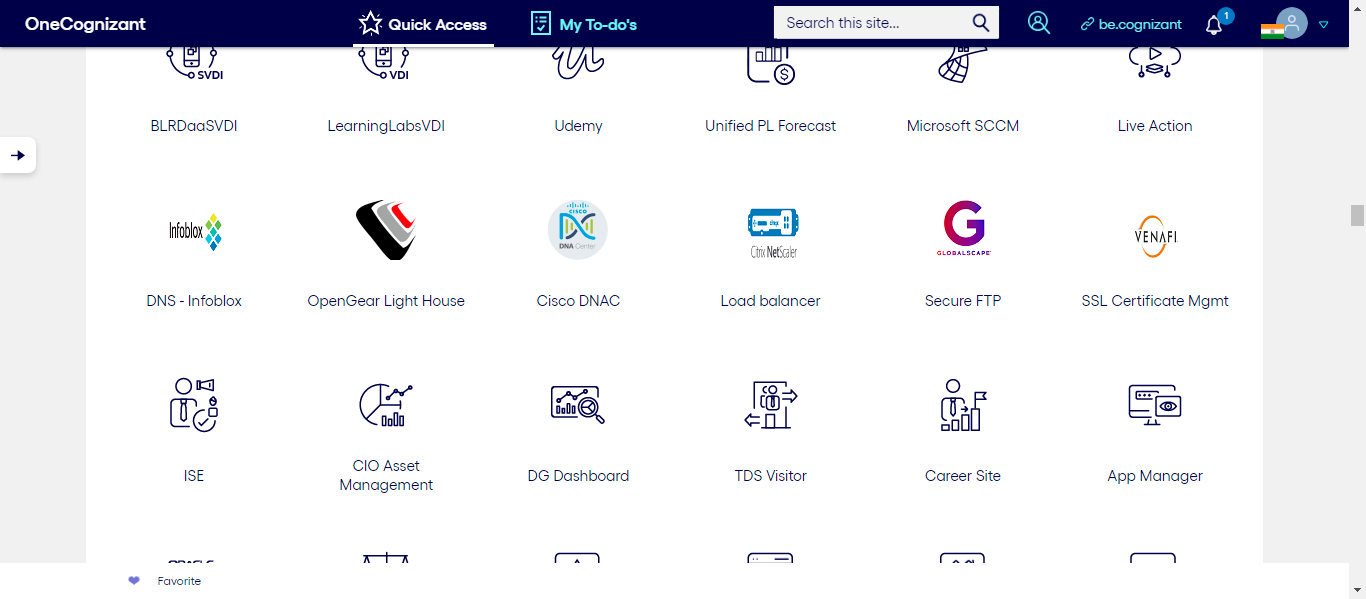 OneCognizant
Quick Access
My To-do's
Search this site...
be.cognizant
1
SVDI
VDI
BLRDaaSVDI
LearningLabsVDI
Udemy
Unified PL Forecast
Microsoft SCCM
Live Action
Infoblox
CISCO
DNA Center
citrix
Citrix NetScaler
GLOBALSCAPE
VENAFI
DNS - Infoblox
OpenGear Light House
Cisco DNAC
Load balancer
Secure FTP
SSL Certificate Mgmt
ISE
CIO Asset
Management
DG Dashboard
TDS Visitor
Career Site
App Manager
Favorite